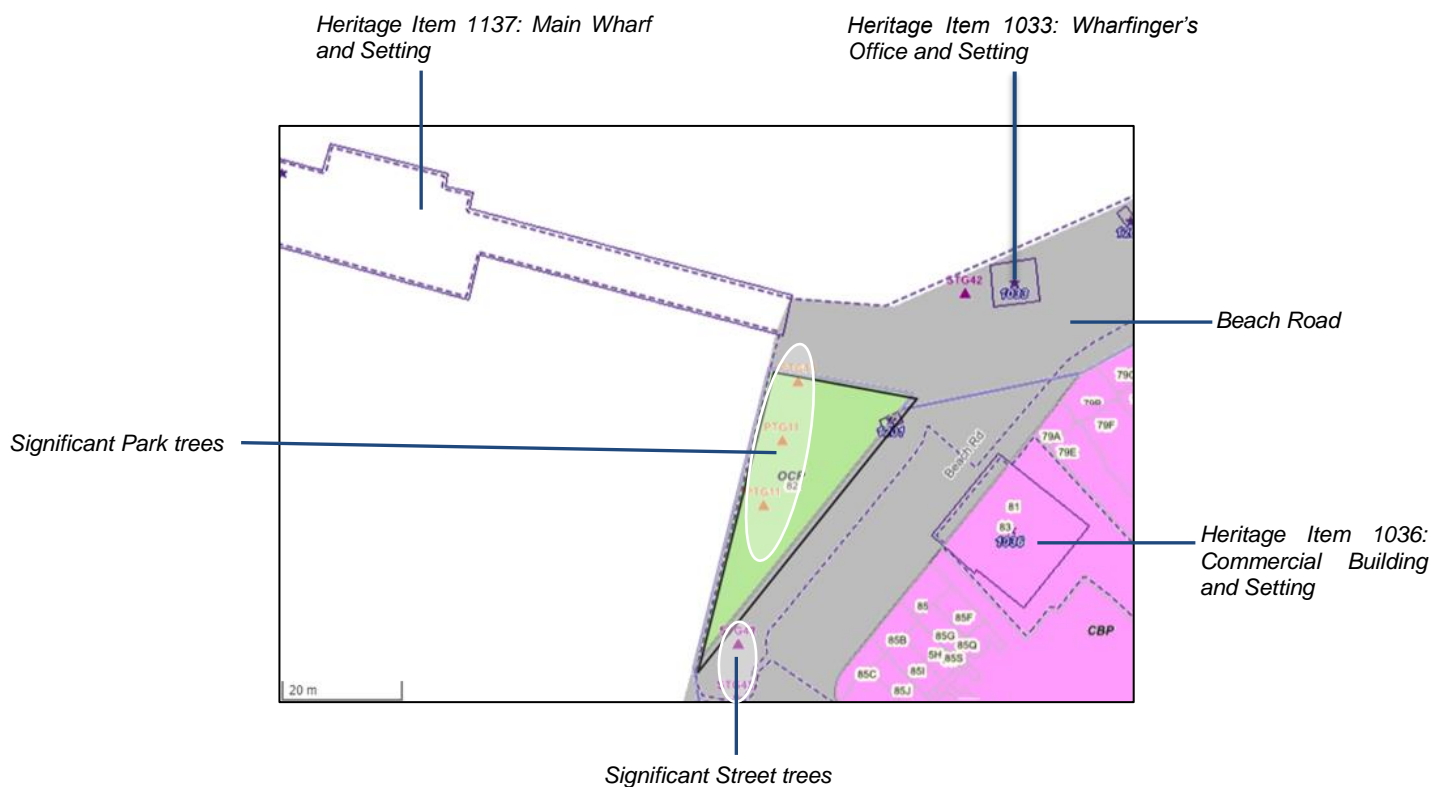 Heritage Item 1137: Main Wharf
and Setting
Heritage Item 1033: Wharfinger's
Office and Setting
STG42
1033
Beach Road
PTG11
OCP
82
PTG11
Significant Park trees
Beach Rd
79A
79E
79F
81
83
1036
Heritage Item 1036:
Commercial Building
and Setting
85
85F
85B
85G
85Q
5H
85S
85I
85C
85J
CBP
20 m
Significant Street trees